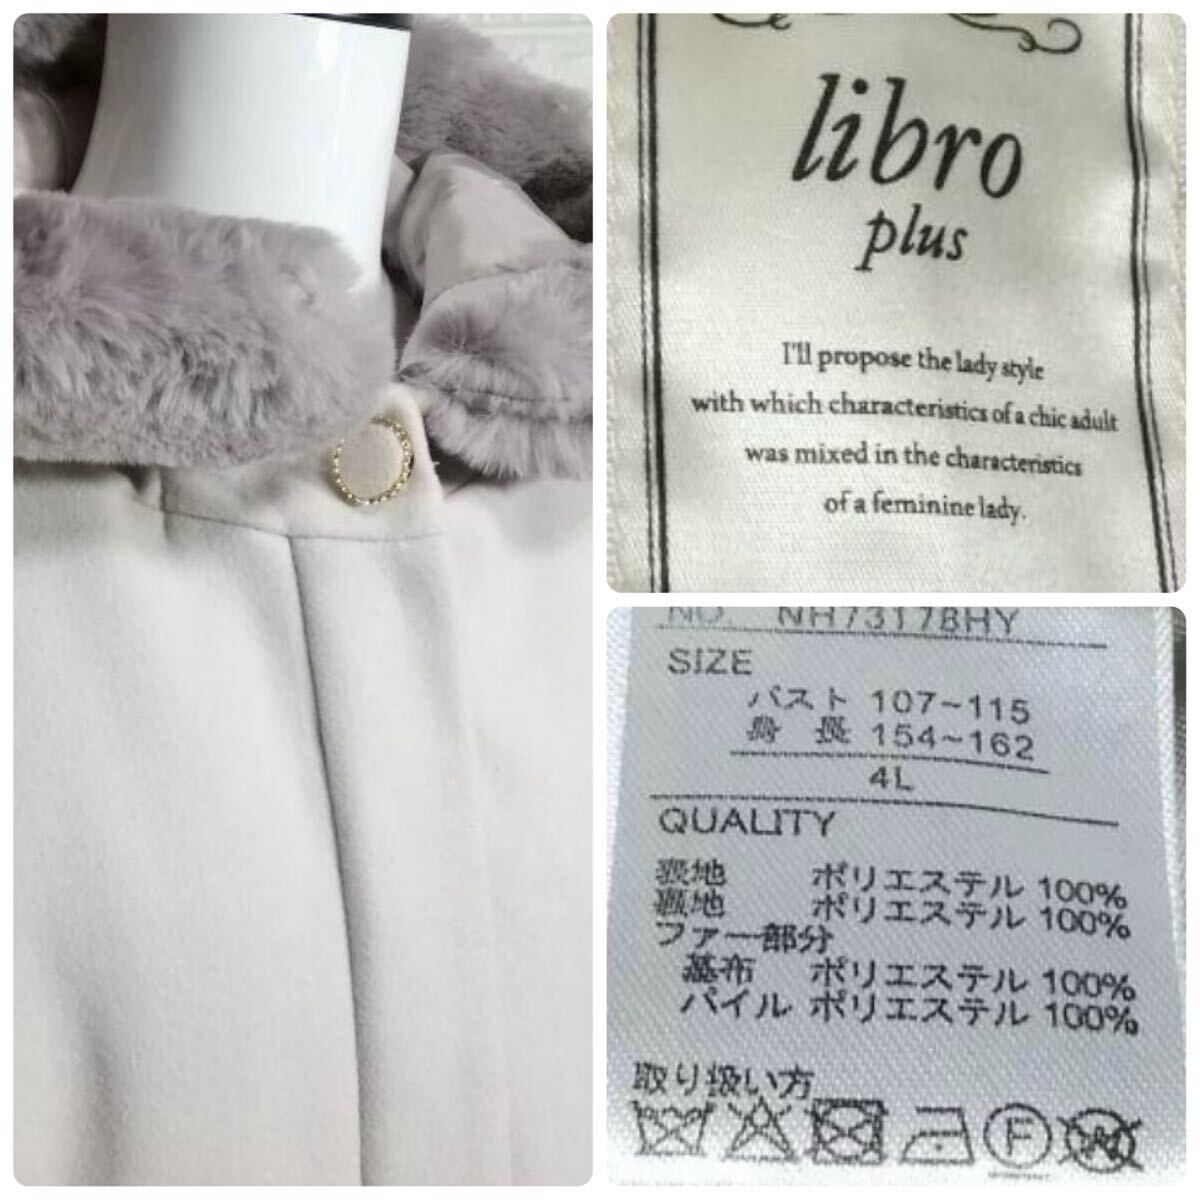 libro
plus
I'll propose the lady style
with which characteristics of a chic adult
was mixed in the characteristics
of a feminine lady.
NO. NH7317BHY
SIZE
バスト 107~115
身長 154~162
4L
QUALITY
表地 ポリエステル 100%
裏地 ポリエステル 100%
ファー部分
基布 ポリエステル 100%
パイル ポリエステル 100%
取り扱い方
F W